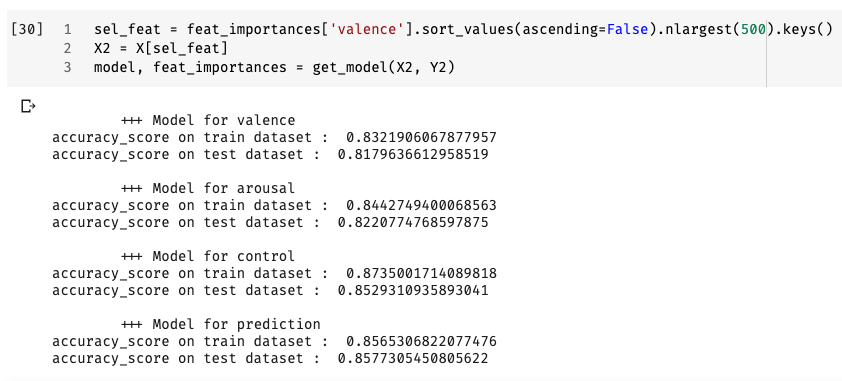 [30] 1 sel_feat = feat_importances['valence'].sort_values(ascending=False).nlargest(500).keys()
2 X2 = X[sel_feat]
3 model, feat_importances = get_model(X2, Y2)
+++ Model for valence
accuracy_score on train dataset :  0.8321906067877957
accuracy_score on test dataset :  0.8179636612958519
+++ Model for arousal
accuracy_score on train dataset :  0.8442749400068563
accuracy_score on test dataset :  0.8220774768597875
+++ Model for control
accuracy_score on train dataset :  0.8735001714089818
accuracy_score on test dataset :  0.8529310935893041
+++ Model for prediction
accuracy_score on train dataset :  0.8565306822077476
accuracy_score on test dataset :  0.8577305450805622